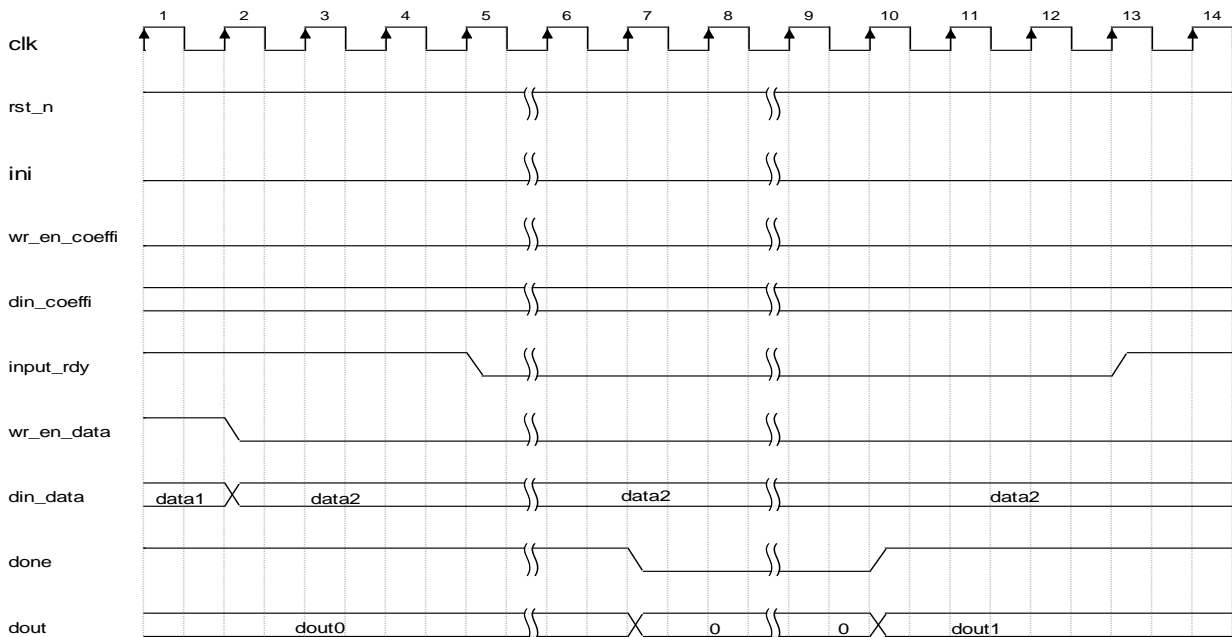 1 2 3 4 5 6 7 8 9 10 11 12 13 14
clk
rst_n
ini
wr_en_coeffi
din_coeffi
input_rdy
wr_en_data
din_data data1 data2 data2 data2
done
dout dout0 0 0 dout1